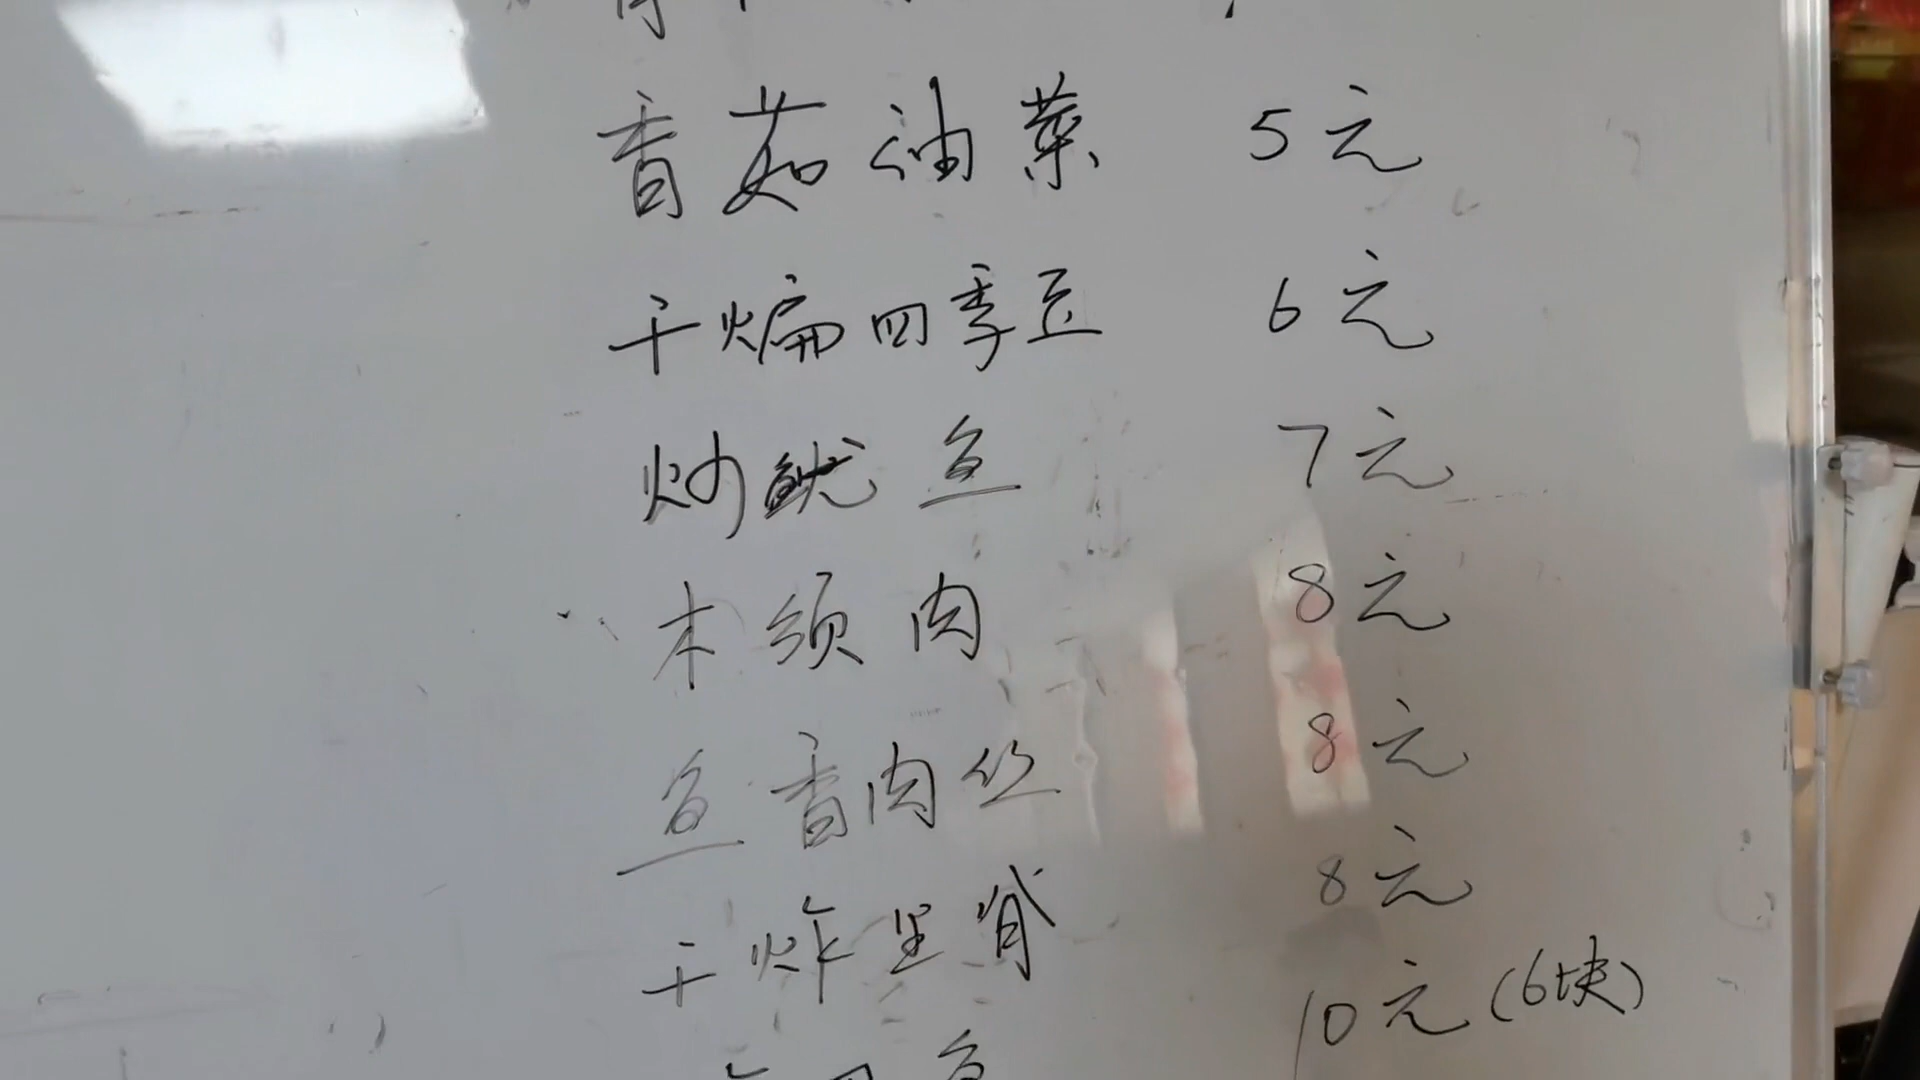 香茹油菜 5元
干煸四季豆 6元
炒鱿鱼 7元
木须肉 8元
鱼香肉丝 8元
干炸里脊 8元
10元(6块)